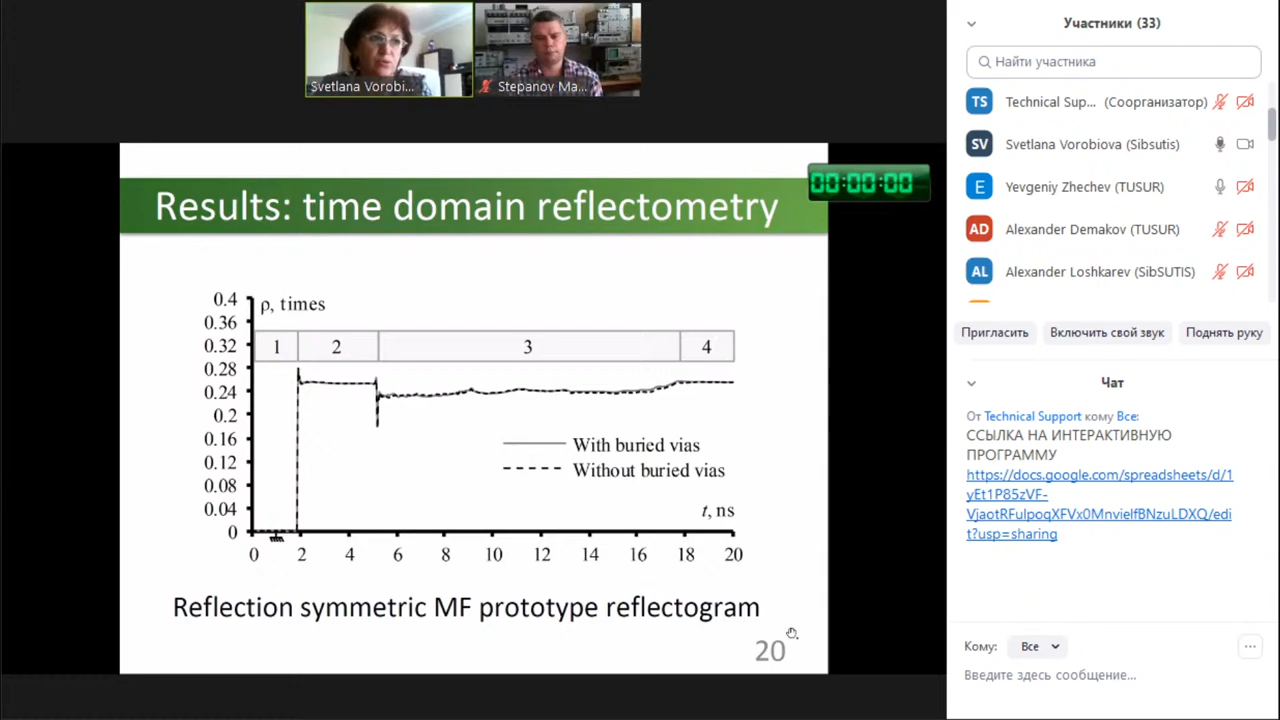 Svetlana Vorobi...
Stepanov Ma...
00:00:00
Results: time domain reflectometry
ρ, times
0.4
0.36
0.32
0.28
0.24
0.2
0.16
0.12
0.08
0.04
0
1 2 3 4
With buried vias
Without buried vias
t, ns
0 2 4 6 8 10 12 14 16 18 20
Reflection symmetric MF prototype reflectogram
20
Участники (33)
Найти участника
TS Technical Sup... (Соорганизатор)
SV Svetlana Vorobiova (Sibsutis)
E Yevgeniy Zhechev (TUSUR)
AD Alexander Demakov (TUSUR)
AL Alexander Loshkarev (SibSUTIS)
Пригласить Включить свой звук Поднять руку
Чат
От Technical Support кому Все:
ССЫЛКА НА ИНТЕРАКТИВНУЮ
ПРОГРАММУ
https://docs.google.com/spreadsheets/d/1
yEt1P85zVF-
VjaotRFulpoqXFVx0MnvielfBNzuLDXQ/edi
t?usp=sharing
Кому: Все
Введите здесь сообщение...